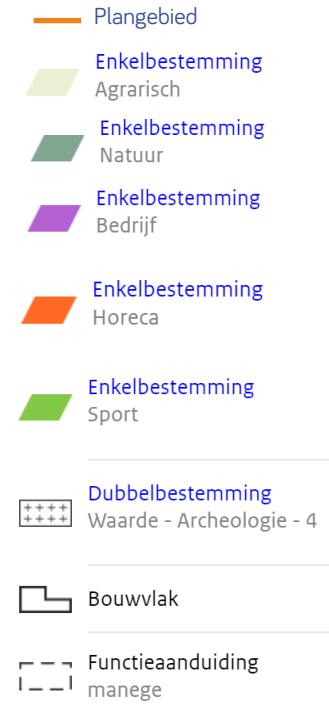 Plangebied
Enkelbestemming
Agrarisch
Enkelbestemming
Natuur
Enkelbestemming
Bedrijf
Enkelbestemming
Horeca
Enkelbestemming
Sport
Dubbelbestemming
Waarde - Archeologie - 4
Bouwvlak
Functieaanduiding
manege